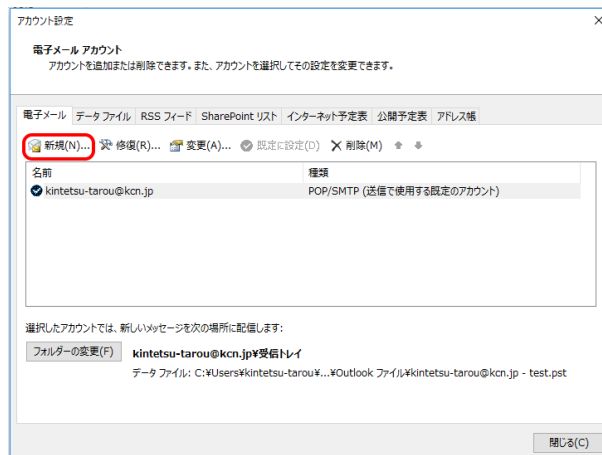 アカウント設定
電子メール アカウント
アカウントを追加または削除できます。また、アカウントを選択してその設定を変更できます。
電子メール データ ファイル RSS フィード SharePoint リスト インターネット予定表 公開予定表 アドレス帳
新規(N)... 修復(R)... 変更(A)... 既定に設定(D) 削除(M)
名前 種類
kintetsu-tarou@kcn.jp POP/SMTP (送信で使用する既定のアカウント)
選択したアカウントでは、新しいメッセージを次の場所に配信します:
フォルダーの変更(F) kintetsu-tarou@kcn.jp¥受信トレイ
データ ファイル: C:¥Users¥kintetsu-tarou¥...¥Outlook ファイル¥kintetsu-tarou@kcn.jp - test.pst
閉じる(C)